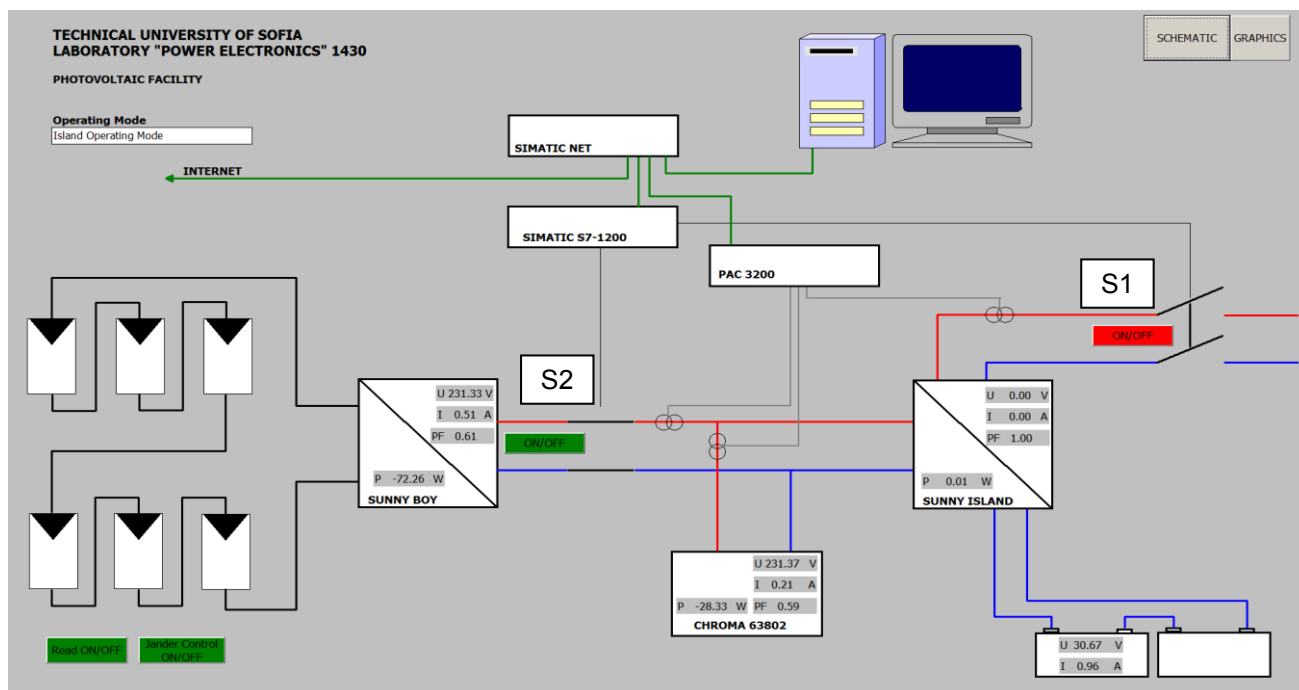 TECHNICAL UNIVERSITY OF SOFIA
LABORATORY "POWER ELECTRONICS" 1430
PHOTOVOLTAIC FACILITY
SCHEMATIC
GRAPHICS
Operating Mode
Island Operating Mode
SIMATIC NET
INTERNET
SIMATIC S7-1200
PAC 3200
S1
ON/OFF
S2
ON/OFF
U 231.33 V
I 0.51 A
PF 0.61
P -72.26 W
SUNNY BOY
U 0.00 V
I 0.00 A
PF 1.00
P 0.01 W
SUNNY ISLAND
U 231.37 V
I 0.21 A
P -28.33 W PF 0.59
CHROMA 63802
U 30.67 V
I 0.96 A
Read ON/OFF
Jander Control
ON/OFF